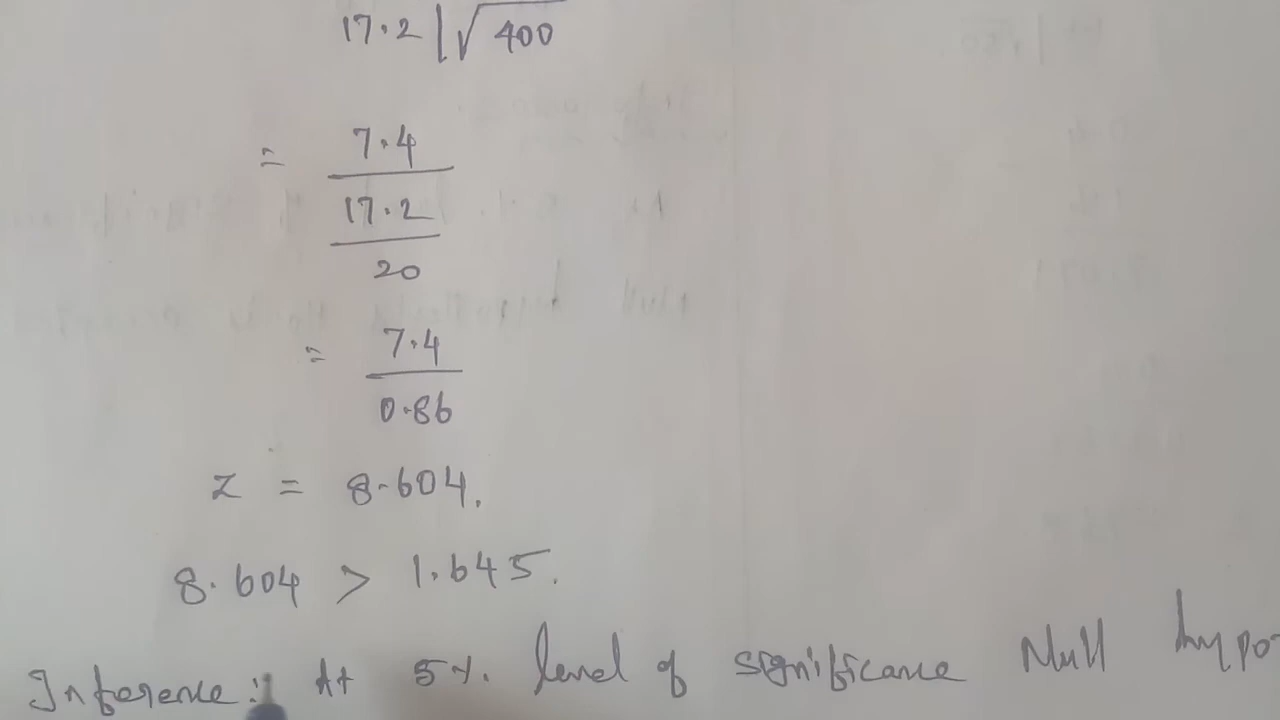 17.2 | √400
= 7.4
17.2
20
= 7.4
0.86
Z = 8.604.
8.604 > 1.645.
Inference: At 5%. level of significance Null hypo